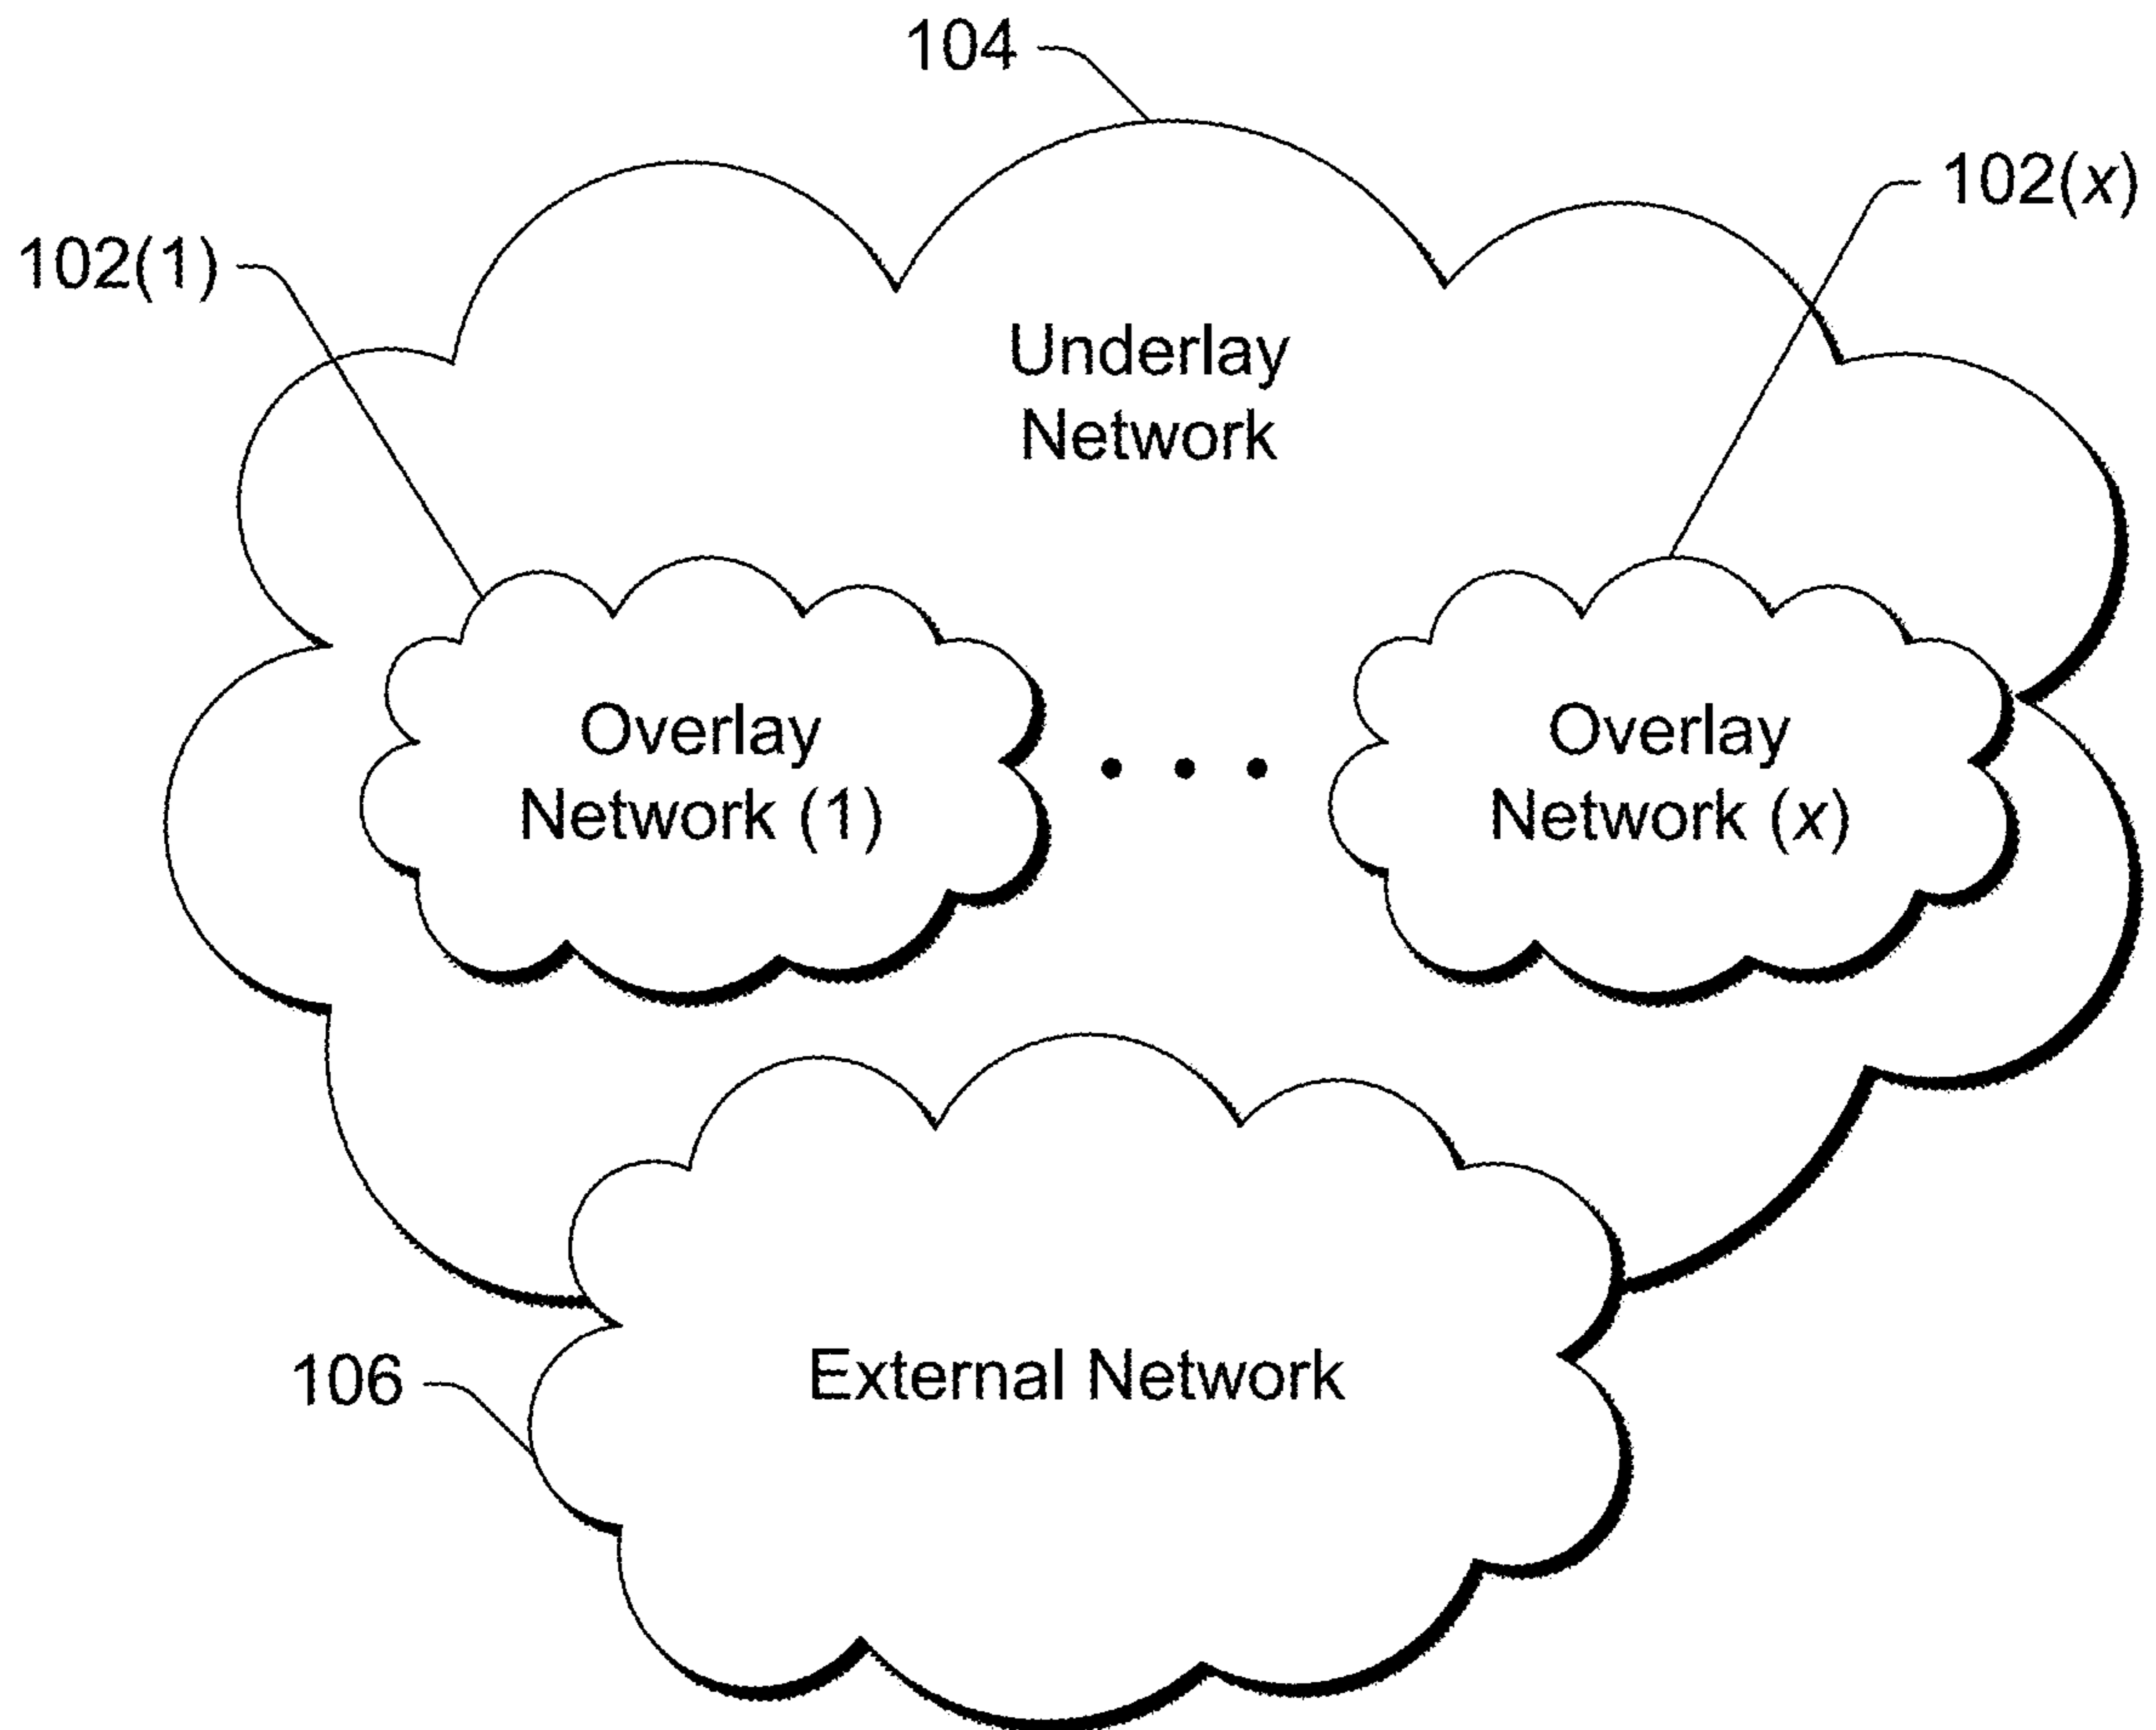 104
102(x)
102(1)
Underlay
Network
Overlay
Network (1)
Overlay
Network (x)
External Network
106